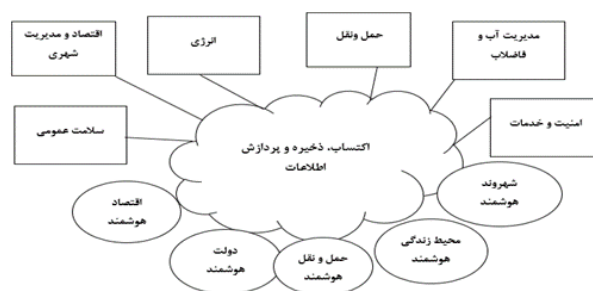 مدیریت آب و
فاضلاب
حمل ونقل
انرژی
اقتصاد و مدیریت
شهری
امنیت و خدمات
سلامت عمومی
اکتساب، ذخیره و پردازش
اطلاعات
شهروند
هوشمند
محیط زندگی
هوشمند
حمل و نقل
هوشمند
دولت
هوشمند
اقتصاد
هوشمند